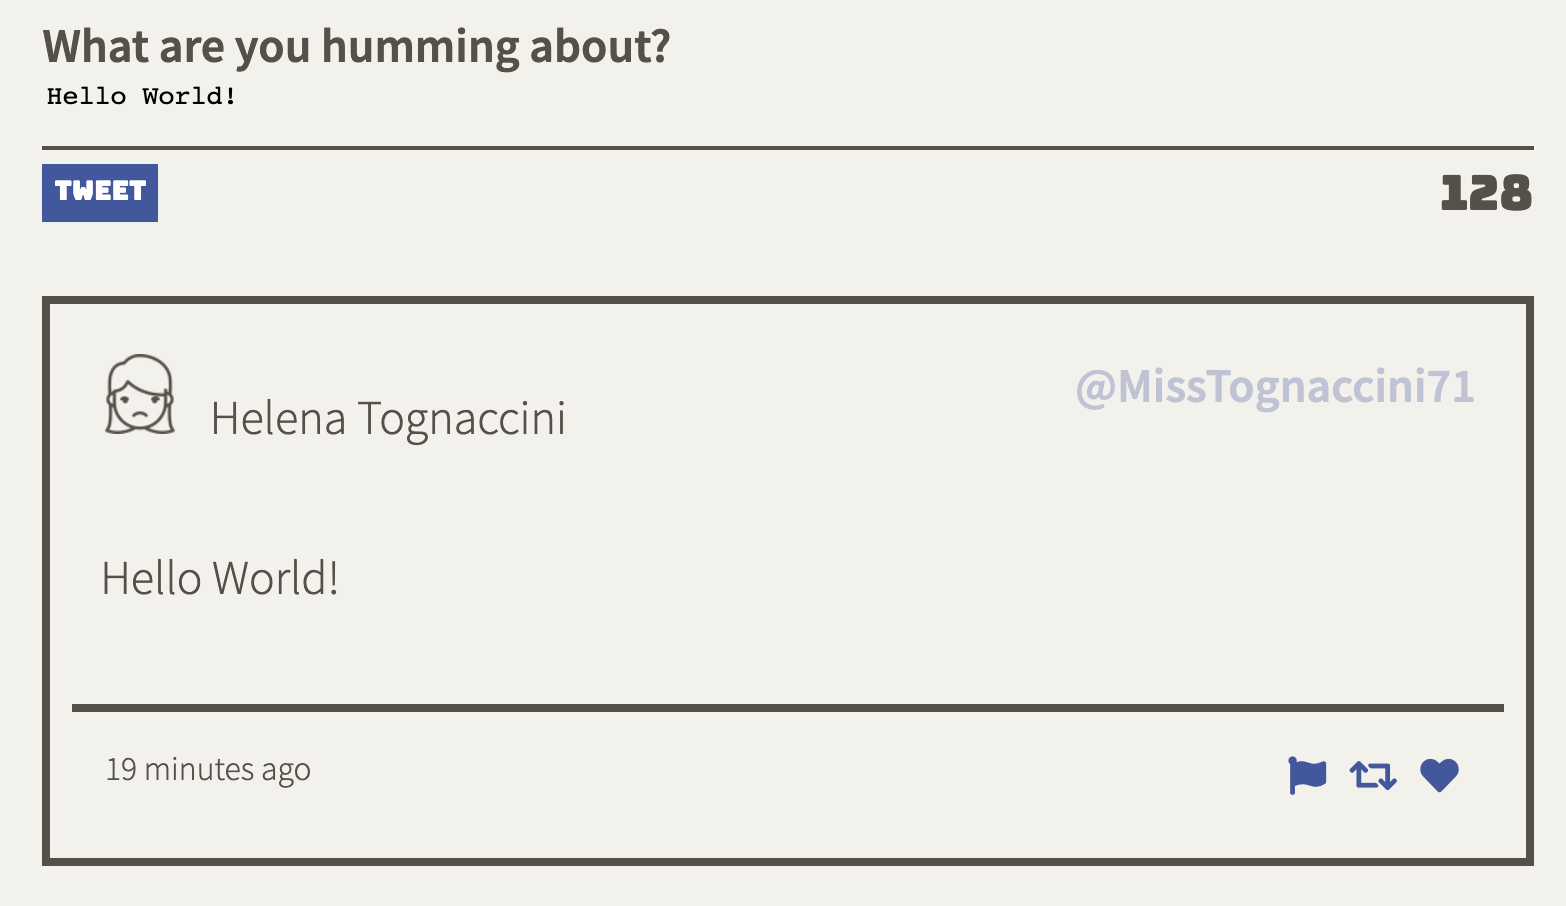 What are you humming about?
Hello World!
TWEET
128
Helena Tognaccini
@MissTognaccini71
Hello World!
19 minutes ago